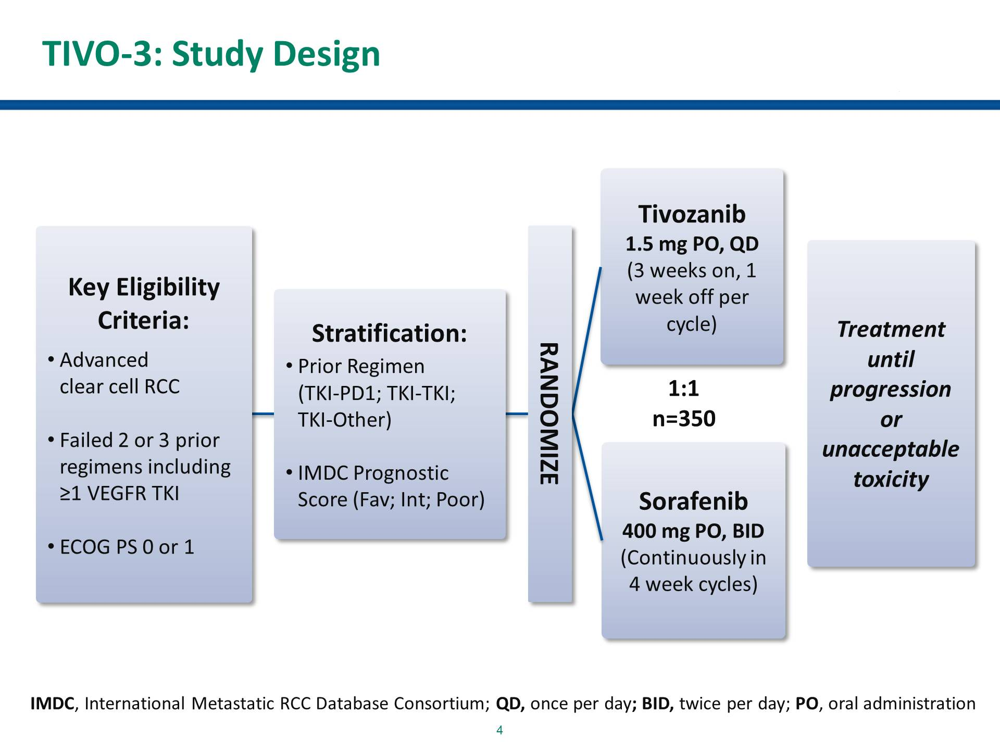 TIVO-3: Study Design
Key Eligibility
Criteria:
• Advanced
clear cell RCC
• Failed 2 or 3 prior
regimens including
≥1 VEGFR TKI
• ECOG PS 0 or 1
Stratification:
• Prior Regimen
(TKI-PD1; TKI-TKI;
TKI-Other)
• IMDC Prognostic
Score (Fav; Int; Poor)
RANDOMIZE
Tivozanib
1.5 mg PO, QD
(3 weeks on, 1
week off per
cycle)
1:1
n=350
Sorafenib
400 mg PO, BID
(Continuously in
4 week cycles)
Treatment
until
progression
or
unacceptable
toxicity
IMDC, International Metastatic RCC Database Consortium; QD, once per day; BID, twice per day; PO, oral administration
4